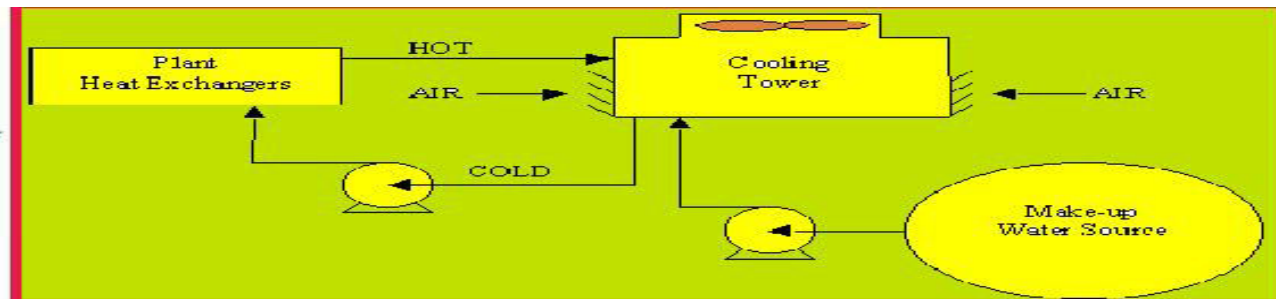 HOT
Plant
Heat Exchangers
Cooling
Tower
AIR
AIR
COLD
Make-up
Water Source